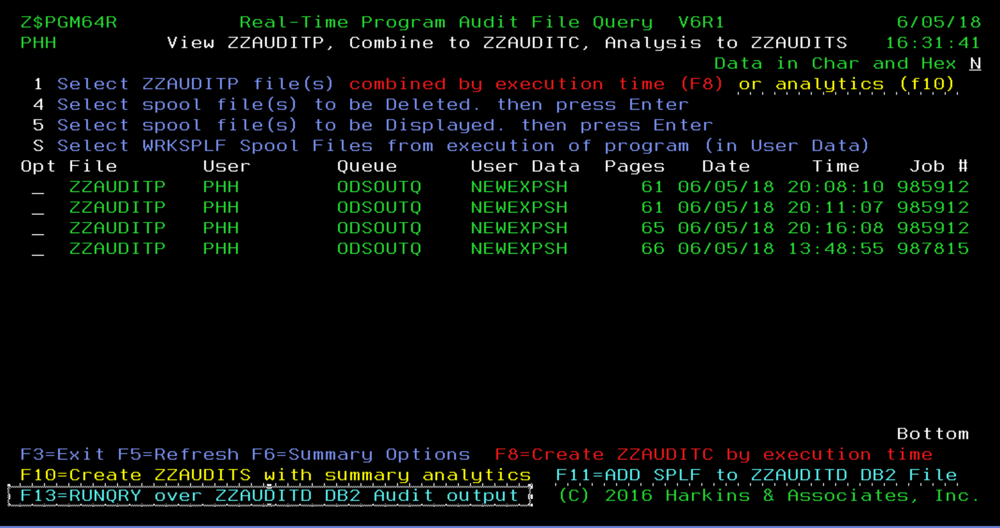 Z$PGM64R Real-Time Program Audit File Query V6R1 6/05/18
PHH View ZZAUDITP, Combine to ZZAUDITC, Analysis to ZZAUDITS 16:31:41
Data in Char and Hex N
1 Select ZZAUDITP file(s) combined by execution time (F8) or analytics (f10)
4 Select spool file(s) to be Deleted. then press Enter
5 Select spool file(s) to be Displayed. then press Enter
S Select WRKSPLF Spool Files from execution of program (in User Data)
Opt File User Queue User Data Pages Date Time Job #
_ ZZAUDITP PHH ODSOUTQ NEWEXPSH 61 06/05/18 20:08:10 985912
_ ZZAUDITP PHH ODSOUTQ NEWEXPSH 61 06/05/18 20:11:07 985912
_ ZZAUDITP PHH ODSOUTQ NEWEXPSH 65 06/05/18 20:16:08 985912
_ ZZAUDITP PHH ODSOUTQ NEWEXPSH 66 06/05/18 13:48:55 987815
Bottom
F3=Exit F5=Refresh F6=Summary Options F8=Create ZZAUDITC by execution time
F10=Create ZZAUDITS with summary analytics F11=ADD SPLF to ZZAUDITD DB2 File
F13=RUNQRY over ZZAUDITD DB2 Audit output (C) 2016 Harkins & Associates, Inc.